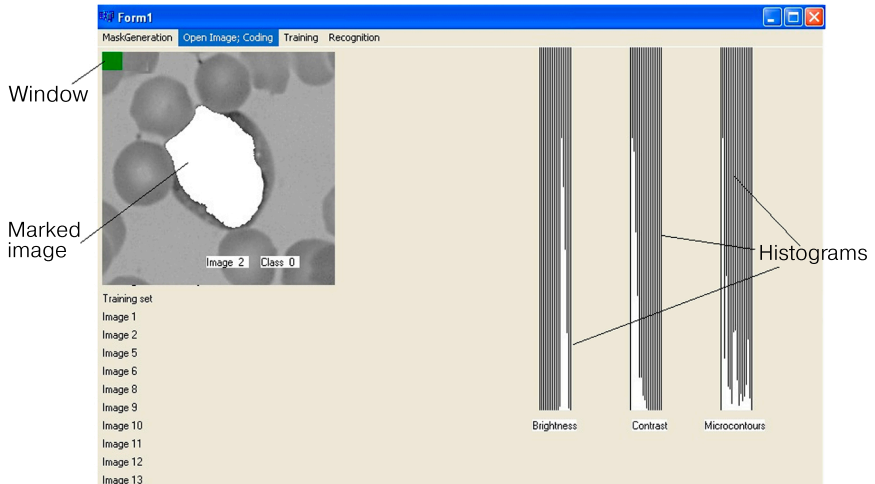 Form1
MaskGeneration Open Image; Coding Training Recognition
Window
Marked
image
Image 2 Class 0
Histograms
Training set
Image 1
Image 2
Image 5
Image 6
Image 8
Image 9
Image 10
Image 11
Image 12
Image 13
Brightness Contrast Microcontours